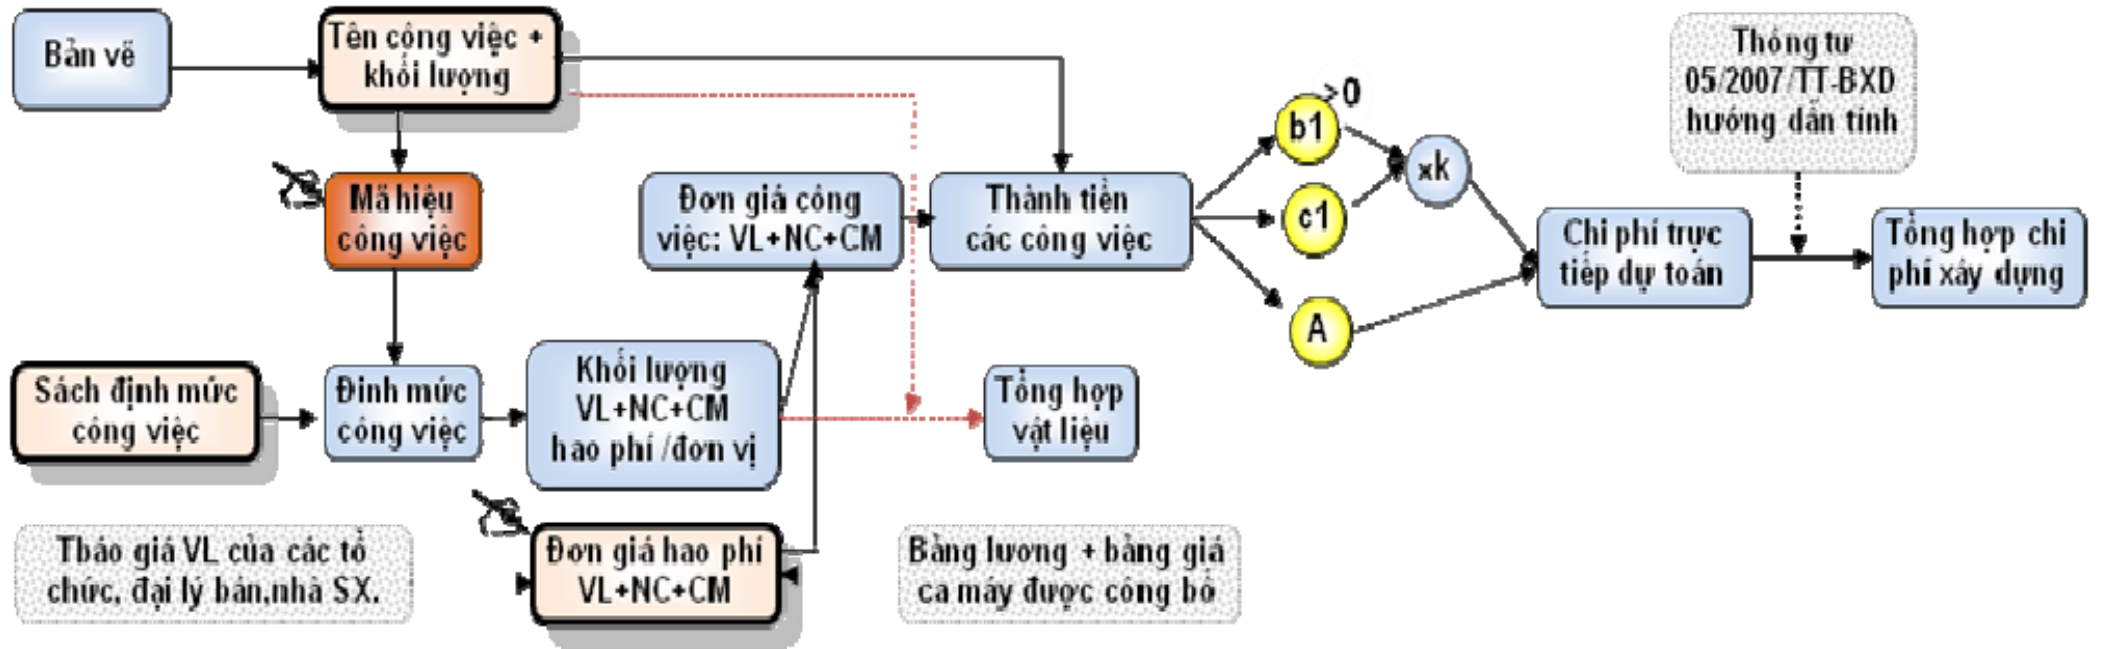 Bản vẽ
Tên công việc +
khối lượng
Thông tư
05/2007/TT-BXD
hướng dẫn tính
>0
b1
xk
Mã hiệu
công việc
Đơn giá công
việc: VL+NC+CM
Thành tiền
các công việc
c1
Chi phí trực
tiếp dự toán
Tổng hợp chi
phí xây dựng
A
Sách định mức
công việc
Đinh mức
công việc
Khối lượng
VL+NC+CM
hao phí /đơn vị
Tổng hợp
vật liệu
Tbáo giá VL của các tổ
chức, đại lý bán,nhà SX.
Đơn giá hao phí
VL+NC+CM
Bảng lương + bảng giá
ca máy được công bố